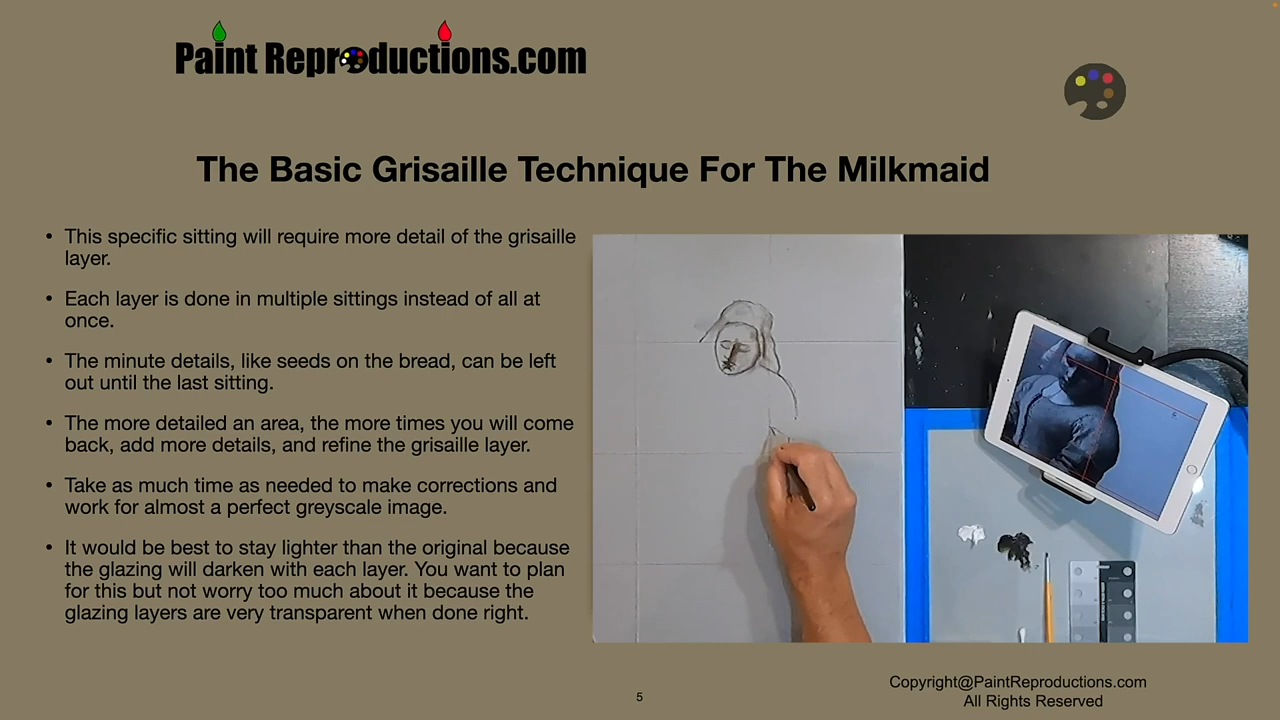 Paint Reproductions.com
The Basic Grisaille Technique For The Milkmaid
• This specific sitting will require more detail of the grisaille
layer.
• Each layer is done in multiple sittings instead of all at
once.
• The minute details, like seeds on the bread, can be left
out until the last sitting.
• The more detailed an area, the more times you will come
back, add more details, and refine the grisaille layer.
• Take as much time as needed to make corrections and
work for almost a perfect greyscale image.
• It would be best to stay lighter than the original because
the glazing will darken with each layer. You want to plan
for this but not worry too much about it because the
glazing layers are very transparent when done right.
5
Copyright@PaintReproductions.com
All Rights Reserved